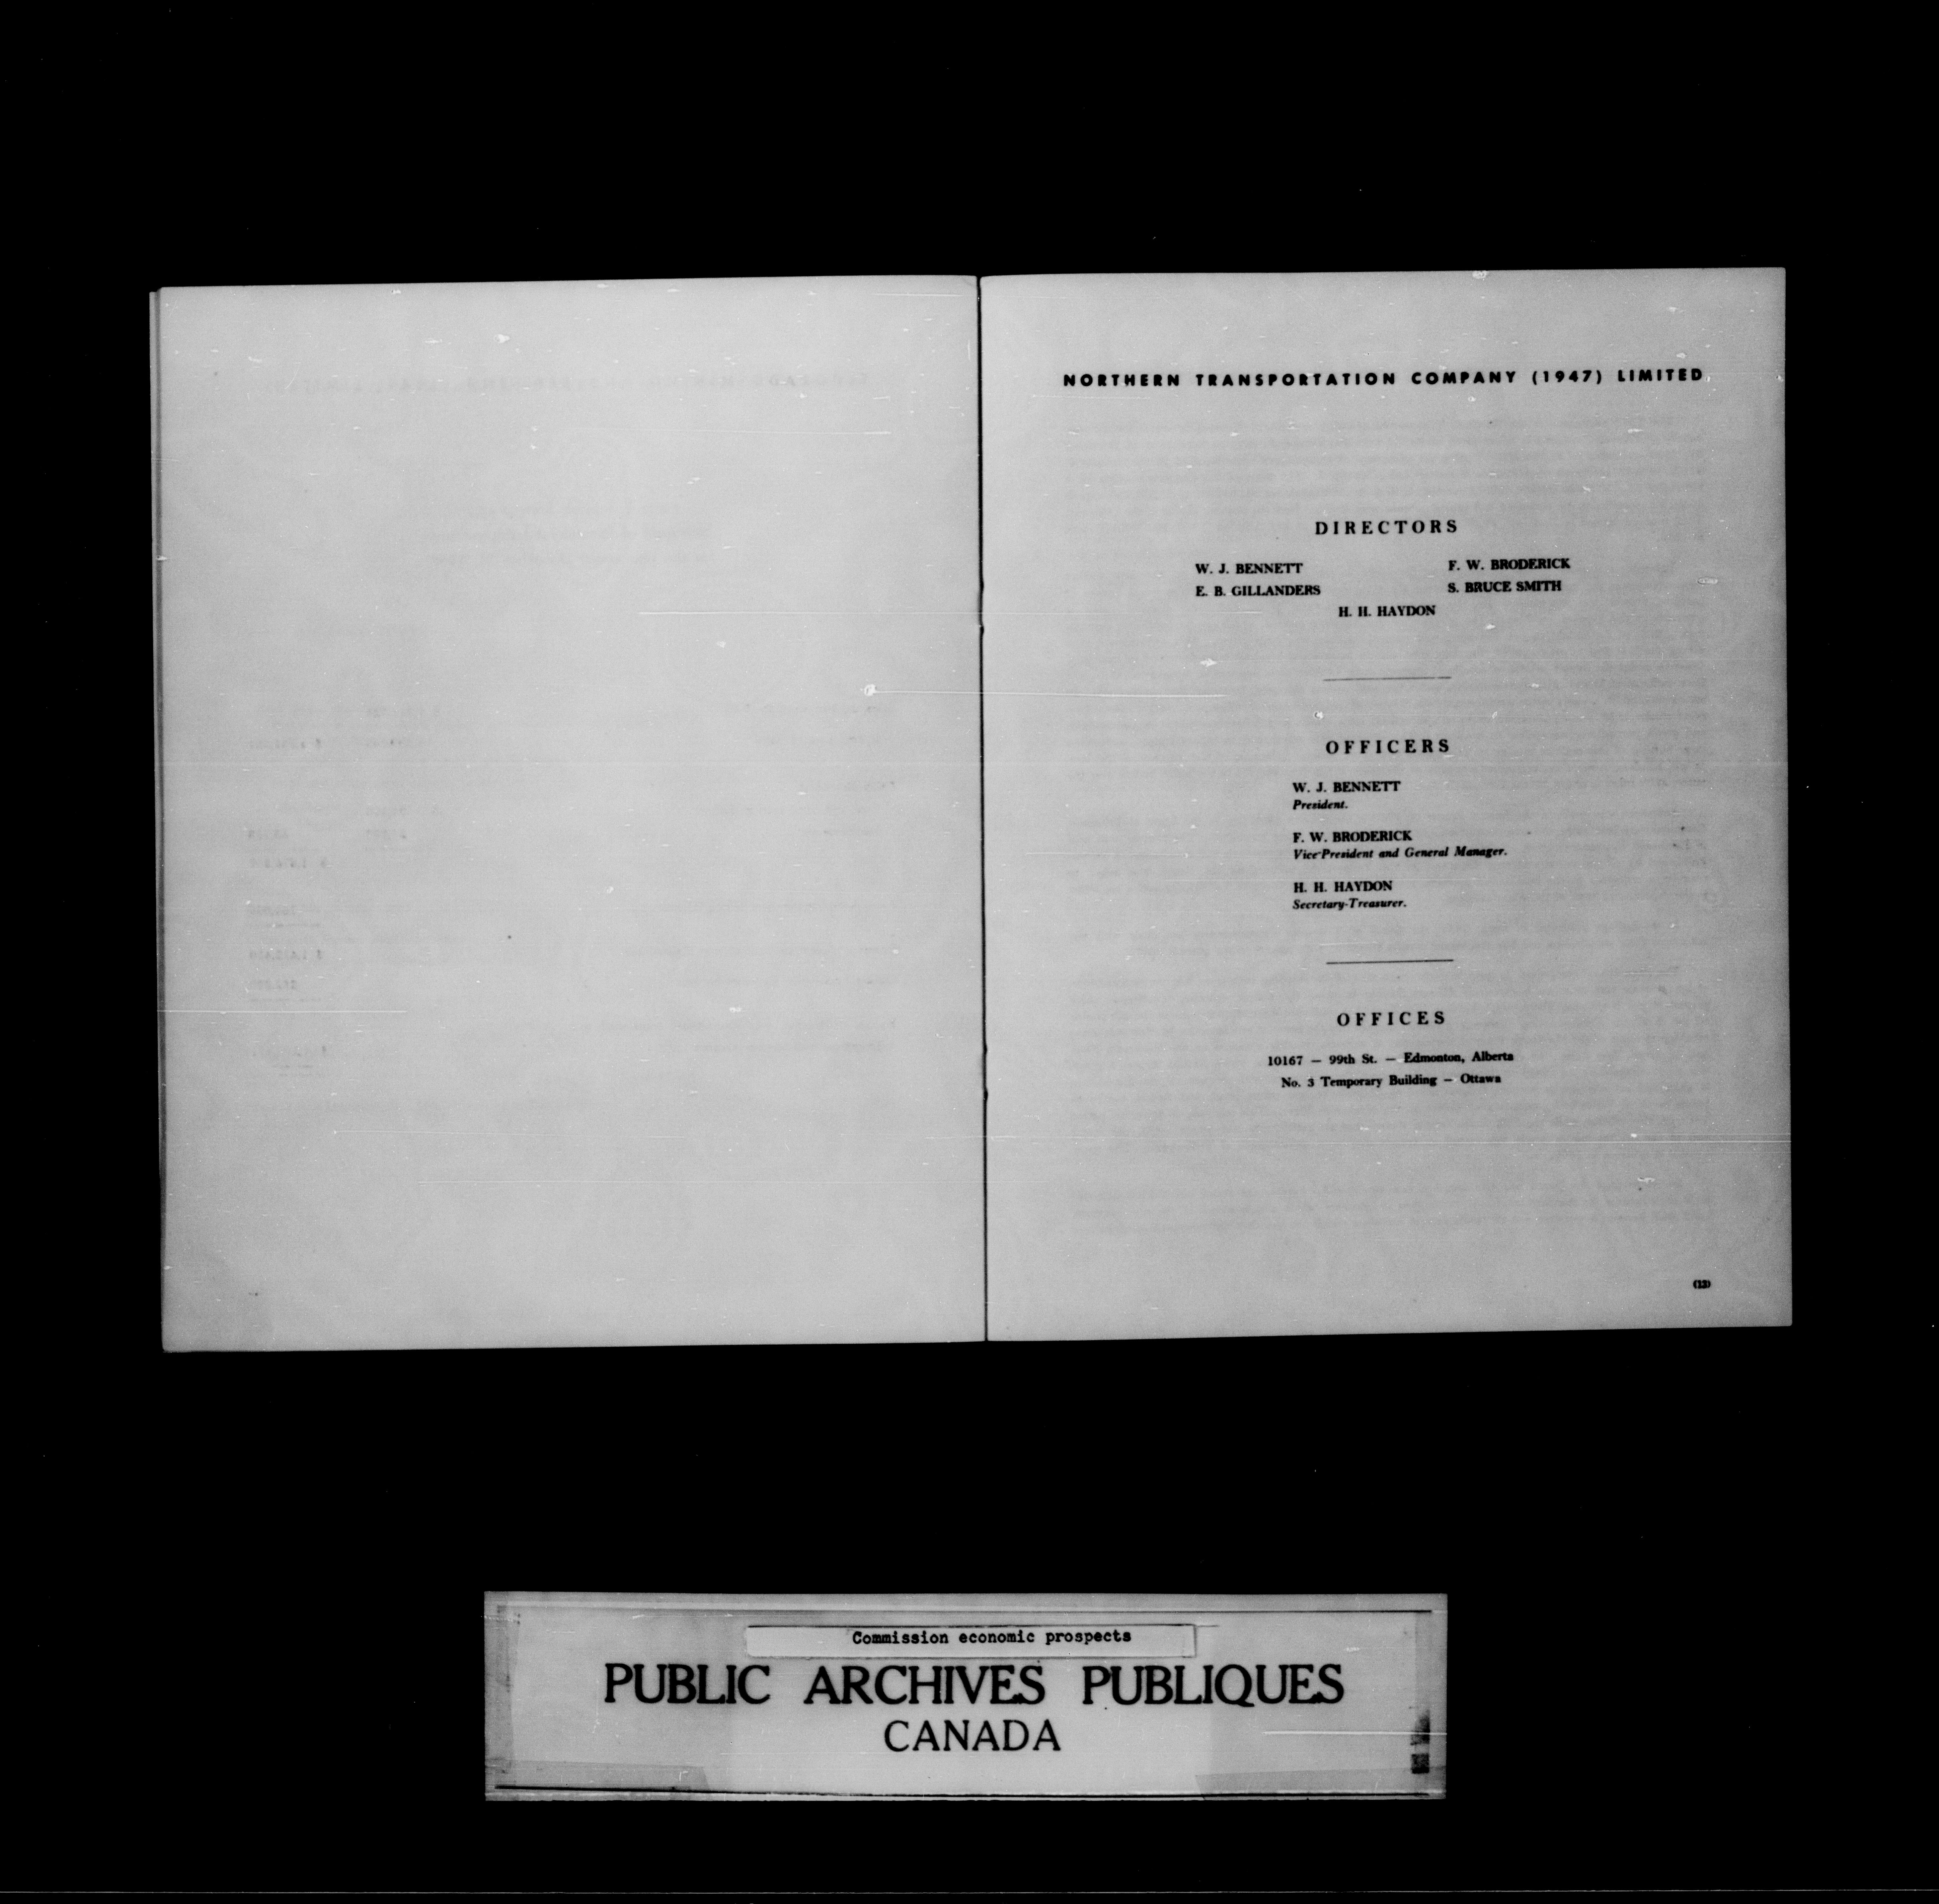 NORTHERN TRANSPORTATION COMPANY (1947) LIMITED
DIRECTORS
W. J. BENNETT
F. W. BRODERICK
E. B. GILLANDERS
S. BRUCE SMITH
H. H. HAYDON
OFFICERS
W. J. BENNETT
President.
F. W. BRODERICK
Vice-President and General Manager.
H. H. HAYDON
Secretary-Treasurer.
OFFICES
10167 — 99th St. — Edmonton, Alberta
No. 3 Temporary Building — Ottawa
(13)
Commission economic prospects
PUBLIC ARCHIVES PUBLIQUES
CANADA